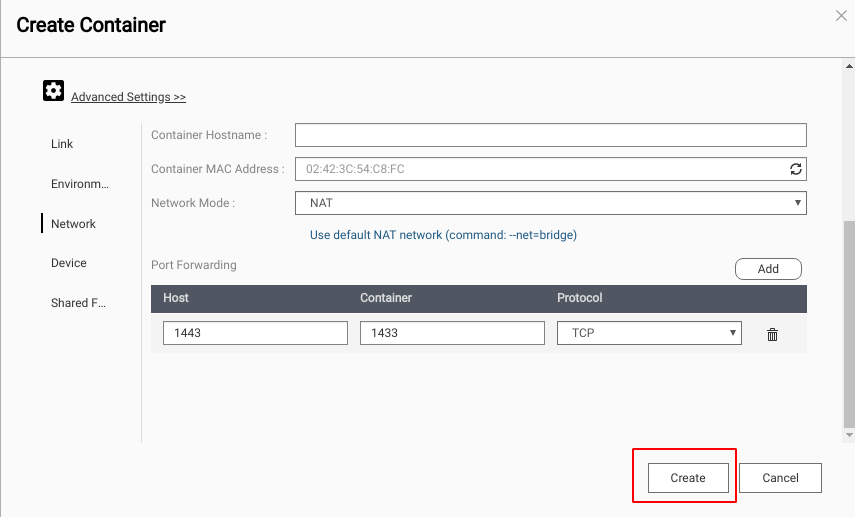 Create Container
Advanced Settings >>
Link
Environm...
Network
Device
Shared F...
Container Hostname :
Container MAC Address : 02:42:3C:54:C8:FC
Network Mode : NAT
Use default NAT network (command: --net=bridge)
Port Forwarding Add
Host Container Protocol
1443 1433 TCP
Create Cancel